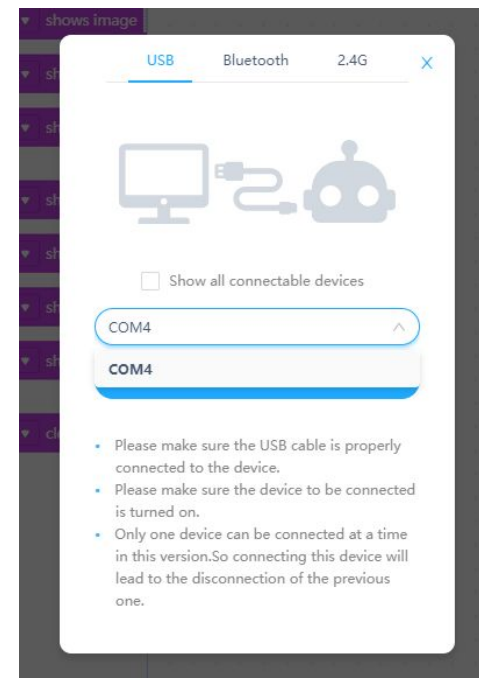 shows image
USB Bluetooth 2.4G X
sh
sh
Show all connectable devices
COM4
COM4
Please make sure the USB cable is properly
connected to the device.
Please make sure the device to be connected
is turned on.
Only one device can be connected at a time
in this version.So connecting this device will
lead to the disconnection of the previous
one.